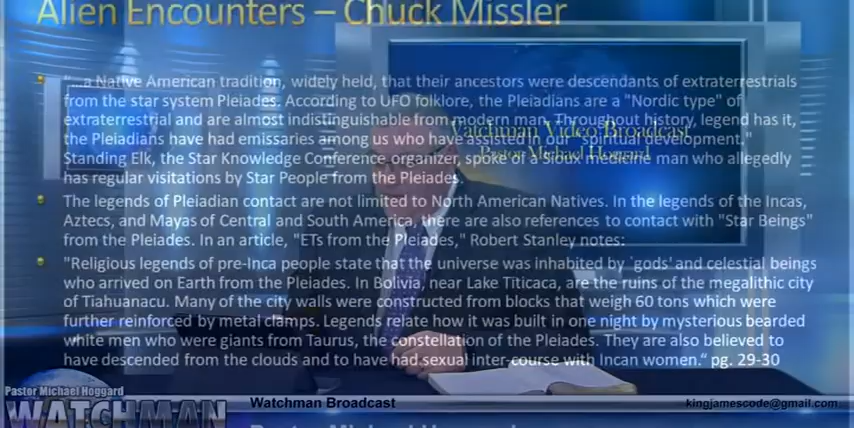 Alien Encounters – Chuck Missler
"...a Native American tradition, widely held, that their ancestors were descendants of extraterrestrials
from the star system Pleiades. According to UFO folklore, the Pleiadians are a "Nordic type" of
extraterrestrial and are almost indistinguishable from modern man. Throughout history, legend has it,
the Pleiadians have had emissaries among us who have assisted in our "spiritual development."
Standing Elk, the Star Knowledge Conference organizer, spoke of a Sioux medicine man who allegedly
has regular visitations by Star People from the Pleiades.
The legends of Pleiadian contact are not limited to North American Natives. In the legends of the Incas,
Aztecs, and Mayas of Central and South America, there are also references to contact with "Star Beings"
from the Pleiades. In an article, "ETs from the Pleiades," Robert Stanley notes:
"Religious legends of pre-Inca people state that the universe was inhabited by `gods' and celestial beings
who arrived on Earth from the Pleiades. In Bolivia, near Lake Titicaca, are the ruins of the megalithic city
of Tiahuanacu. Many of the city walls were constructed from blocks that weigh 60 tons which were
further reinforced by metal clamps. Legends relate how it was built in one night by mysterious bearded
white men who were giants from Taurus, the constellation of the Pleiades. They are also believed to
have descended from the clouds and to have had sexual inter-course with Incan women." pg. 29-30
Watchman Video Broadcast
Pastor Michael Hoggard
Pastor Michael Hoggard
WATCHMAN
Watchman Broadcast
kingjamescode@gmail.com
Pastor Michael Hoggard